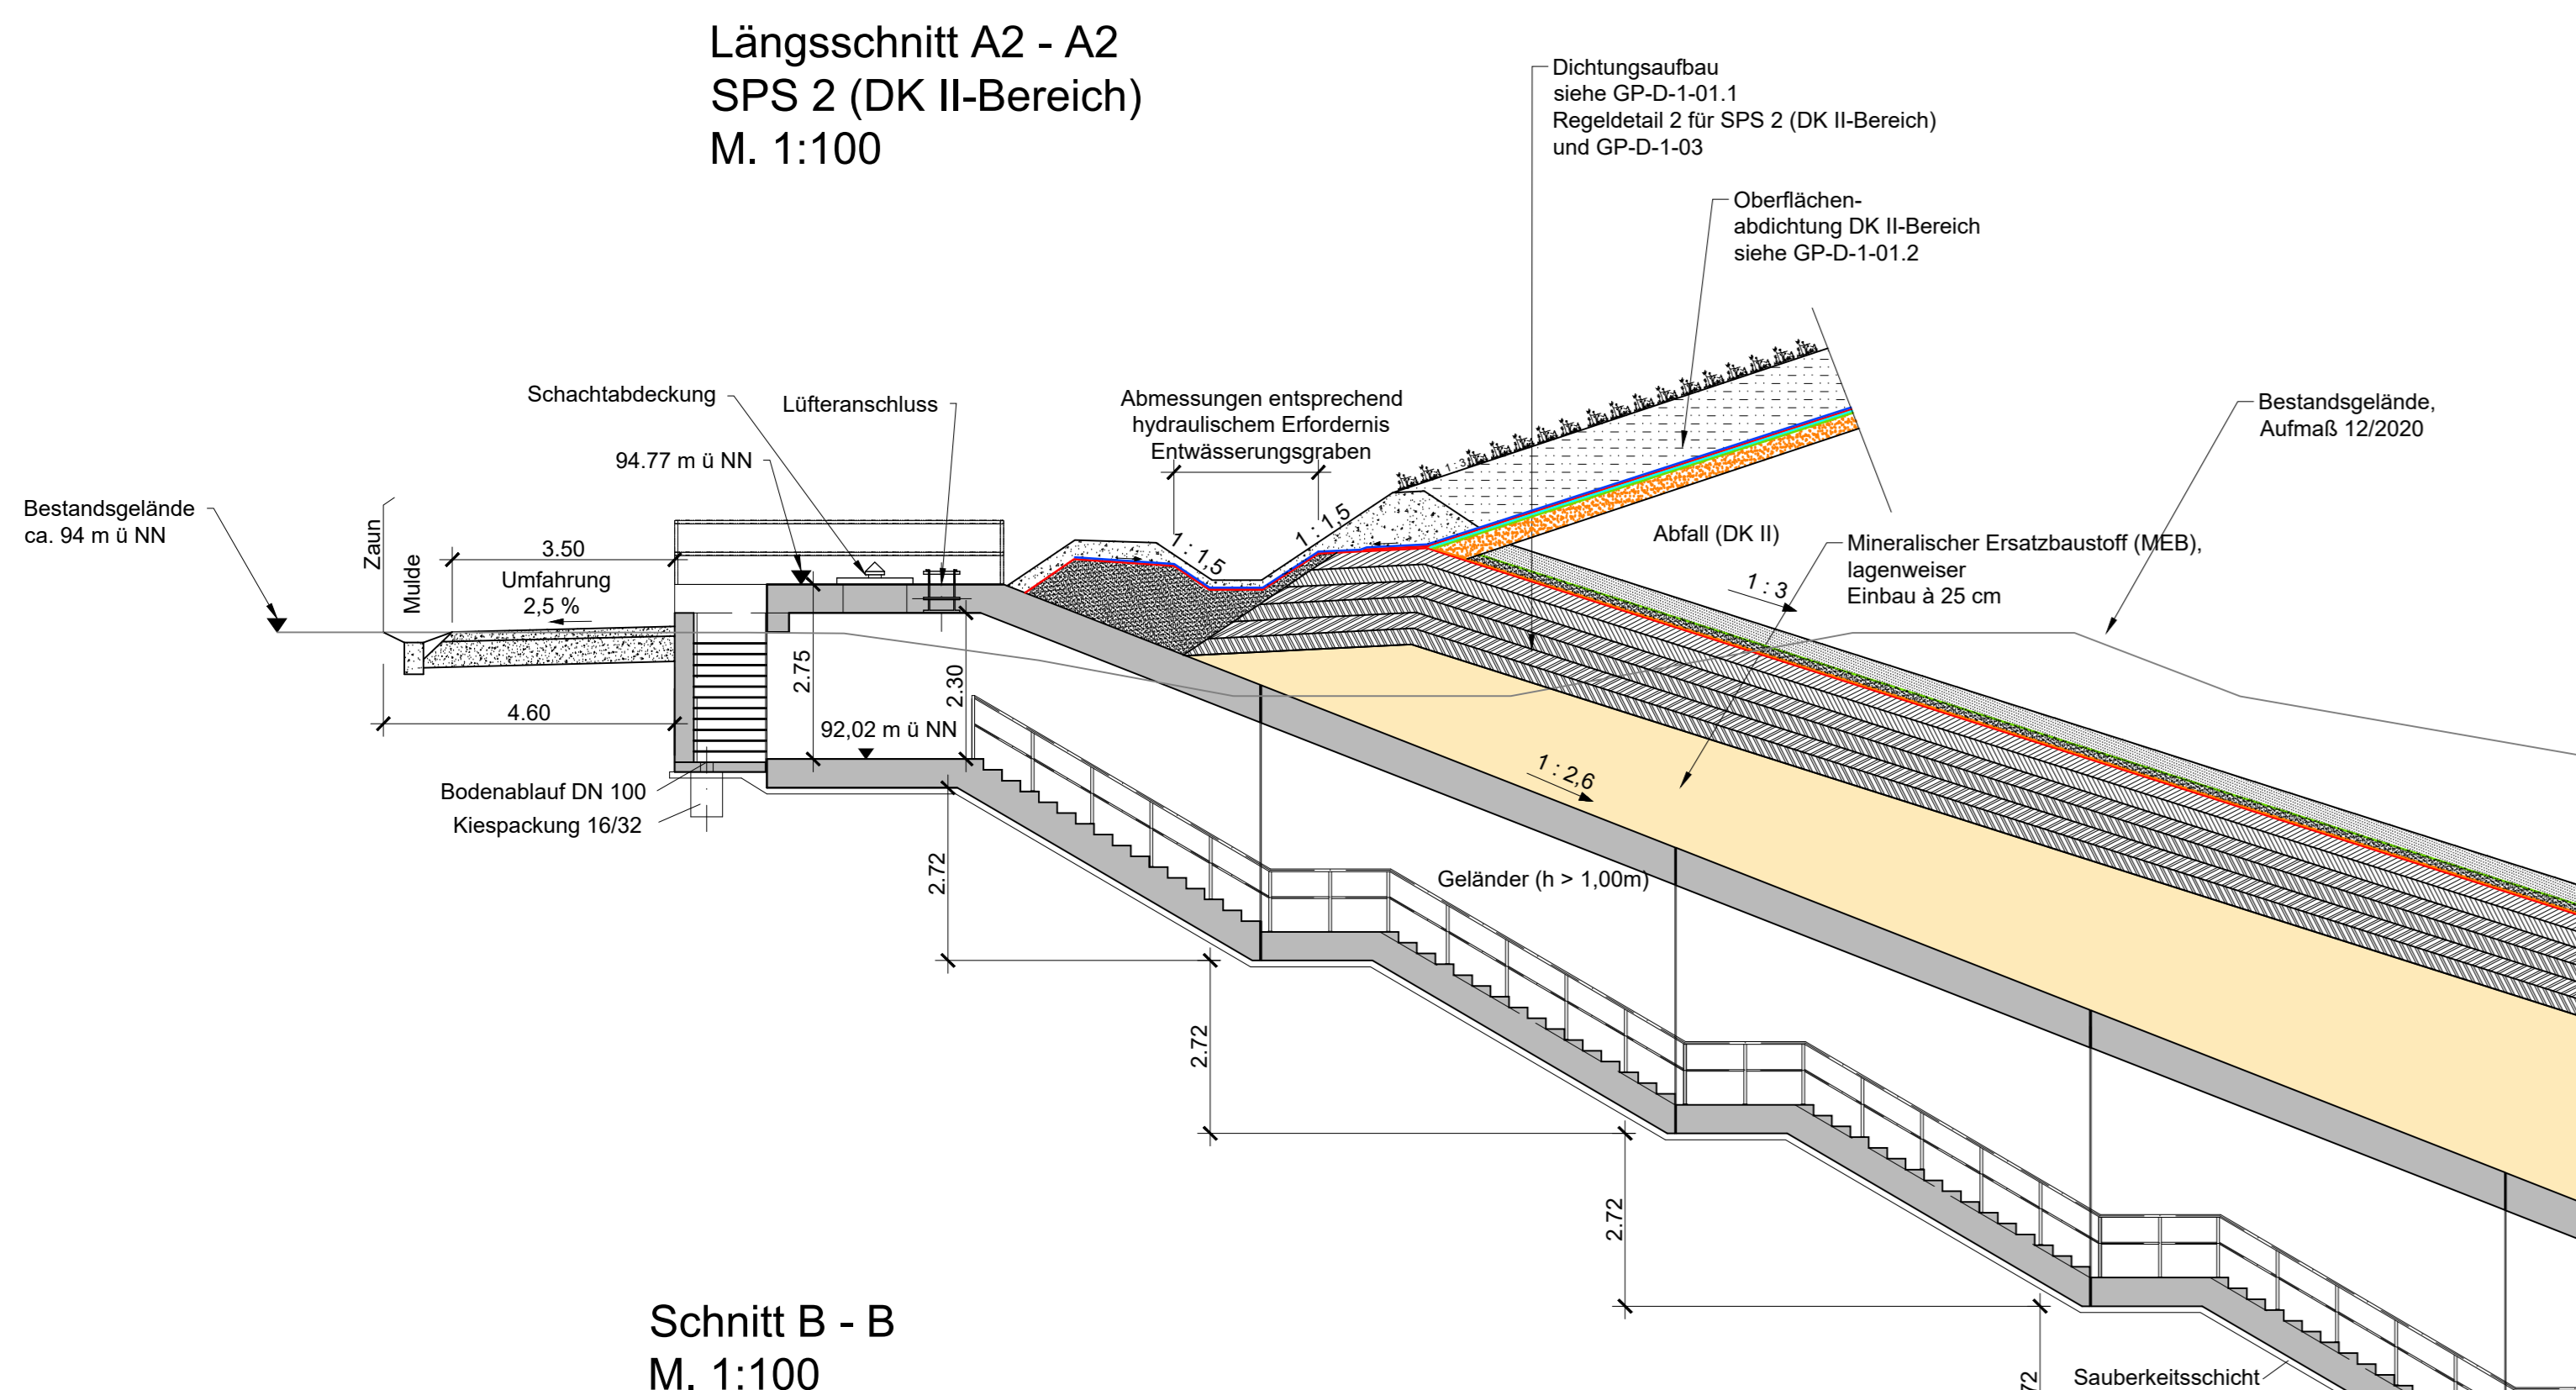 Längsschnitt A2 - A2
SPS 2 (DK II-Bereich)
M. 1:100
Dichtungsaufbau
siehe GP-D-1-01.1
Regeldetail 2 für SPS 2 (DK II-Bereich)
und GP-D-1-03
Oberflächen-
abdichtung DK II-Bereich
siehe GP-D-1-01.2
Schachtabdeckung
Lüfteranschluss
Abmessungen entsprechend
hydraulischem Erfordernis
Entwässerungsgraben
Bestandsgelände,
Aufmaß 12/2020
94.77 m ü NN
Bestandsgelände
ca. 94 m ü NN
Zaun
Mulde
3.50
Umfahrung
2,5 %
1 : 1,5
1 : 1,5
1 : 3
Abfall (DK II)
Mineralischer Ersatzbaustoff (MEB),
lagenweiser
Einbau à 25 cm
1 : 3
2.75
2.30
4.60
92,02 m ü NN
1 : 2,6
Bodenablauf DN 100
Kiespackung 16/32
2.72
Geländer (h > 1,00m)
2.72
2.72
Schnitt B - B
M. 1:100
Sauberkeitsschicht
72